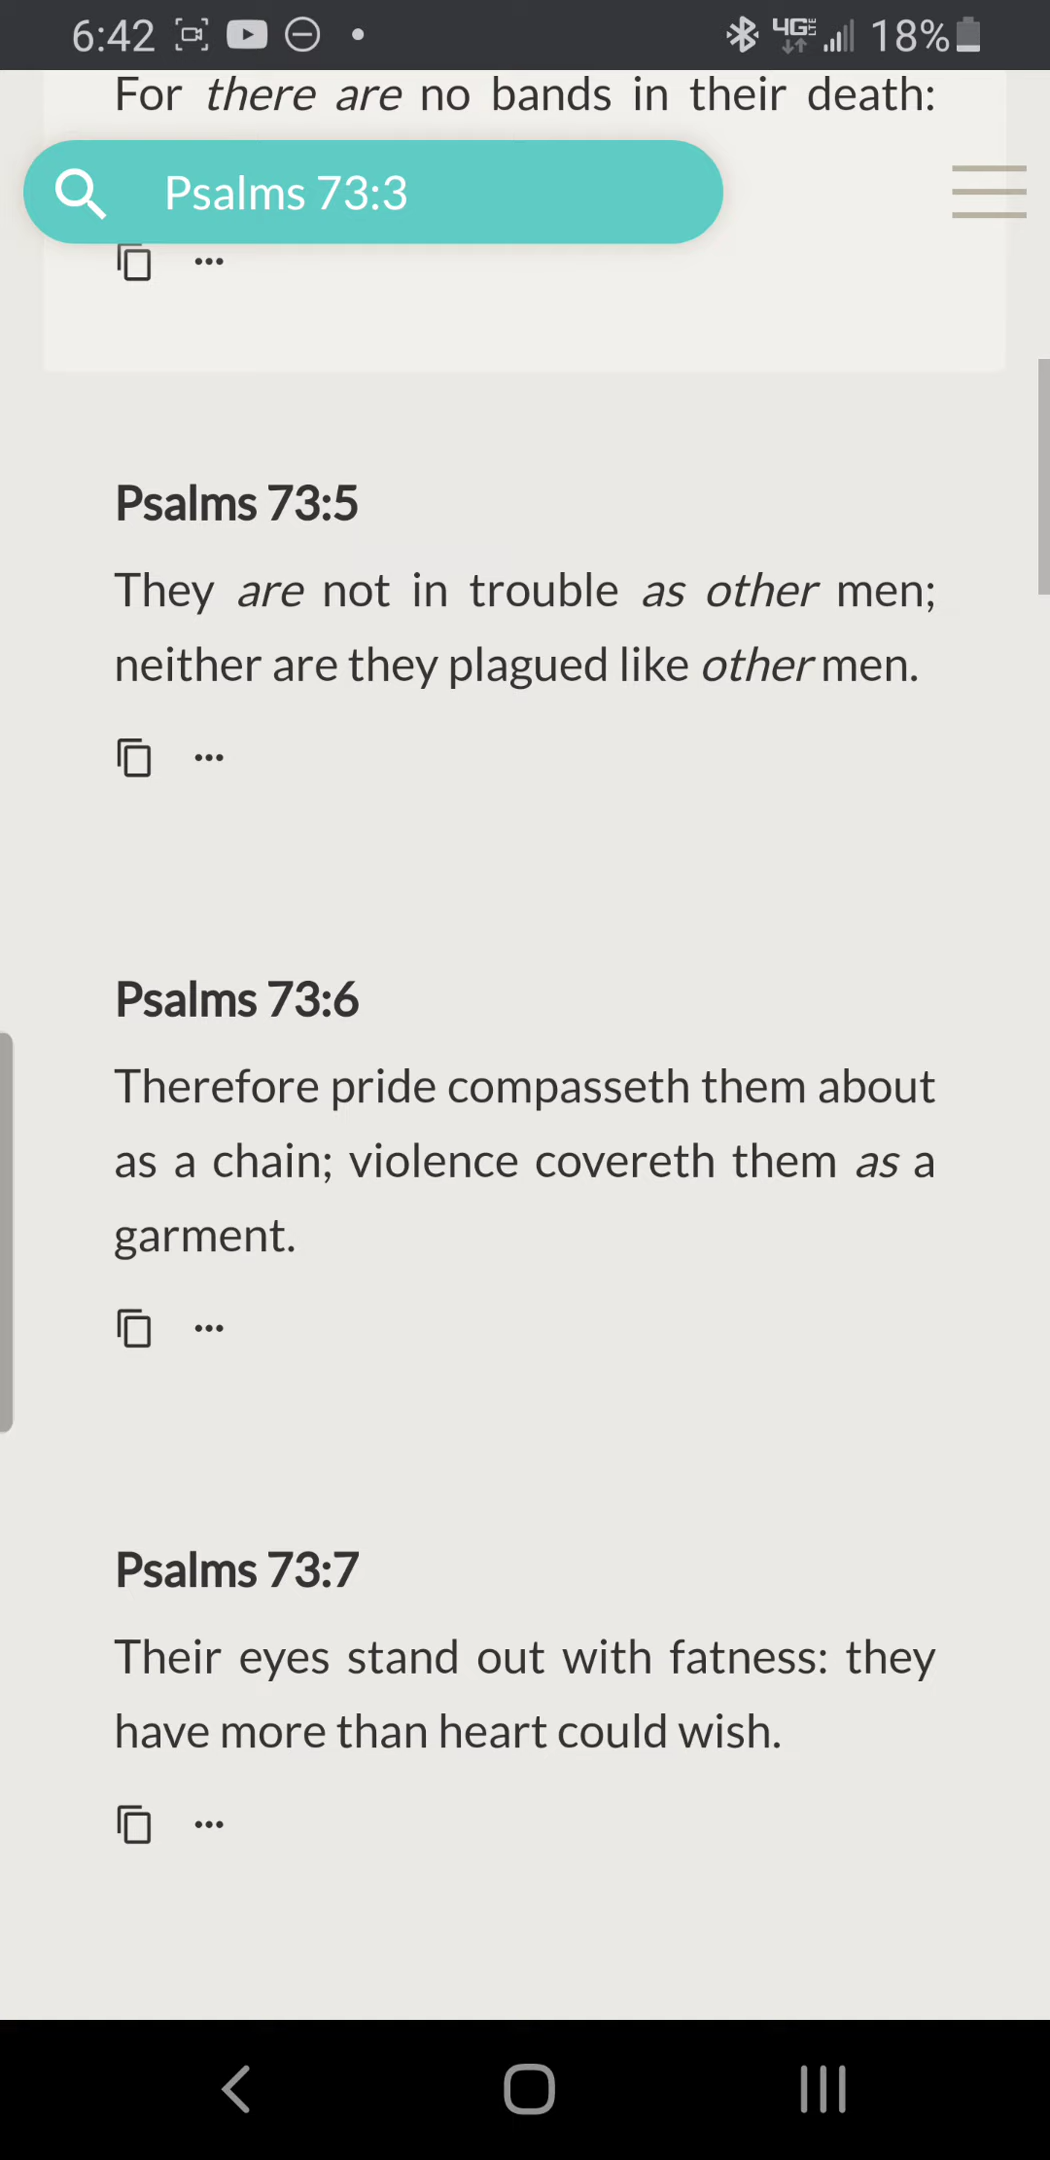 6:42
4G LTE 18%
For there are no bands in their death:
Psalms 73:3
Psalms 73:5
They are not in trouble as other men;
neither are they plagued like other men.
Psalms 73:6
Therefore pride compasseth them about
as a chain; violence covereth them as a
garment.
Psalms 73:7
Their eyes stand out with fatness: they
have more than heart could wish.